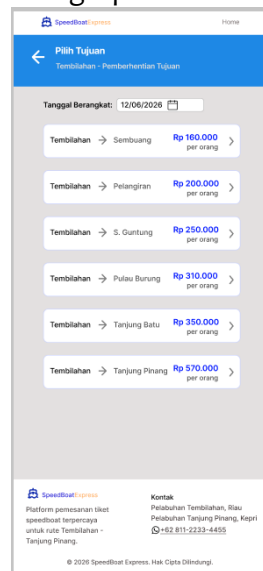 SpeedBoatExpress Home
Pilih Tujuan
Tembilahan - Pemberhentian Tujuan
Tanggal Berangkat: 12/06/2026
Tembilahan → Sembuang Rp 160.000
per orang
Tembilahan → Pelangiran Rp 200.000
per orang
Tembilahan → S. Guntung Rp 250.000
per orang
Tembilahan → Pulau Burung Rp 310.000
per orang
Tembilahan → Tanjung Batu Rp 350.000
per orang
Tembilahan → Tanjung Pinang Rp 570.000
per orang
SpeedBoatExpress
Platform pemesanan tiket
speedboat terpercaya
untuk rute Tembilahan -
Tanjung Pinang.
Kontak
Pelabuhan Tembilahan, Riau
Pelabuhan Tanjung Pinang, Kepri
+62 811-2233-4455
© 2026 SpeedBoat Express. Hak Cipta Dilindungi.